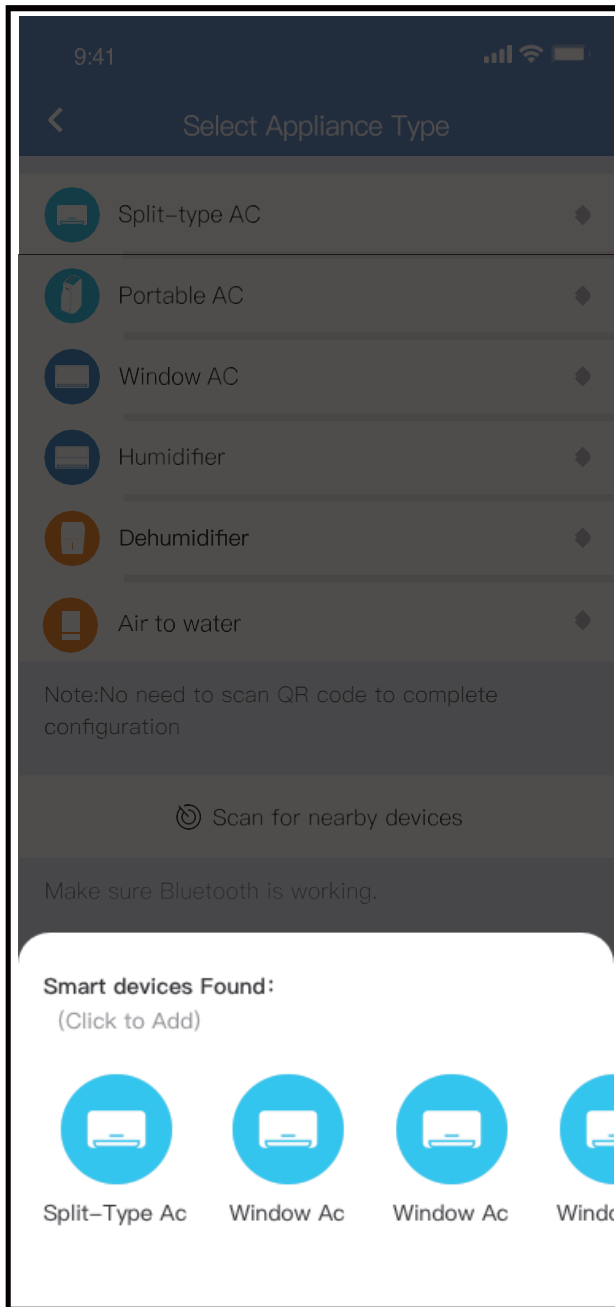 9:41
Select Appliance Type
Split-type AC
Portable AC
Window AC
Humidifier
Dehumidifier
Air to water
Note:No need to scan QR code to complete
configuration
Scan for nearby devices
Make sure Bluetooth is working.
Smart devices Found:
(Click to Add)
Split-Type Ac Window Ac Window Ac